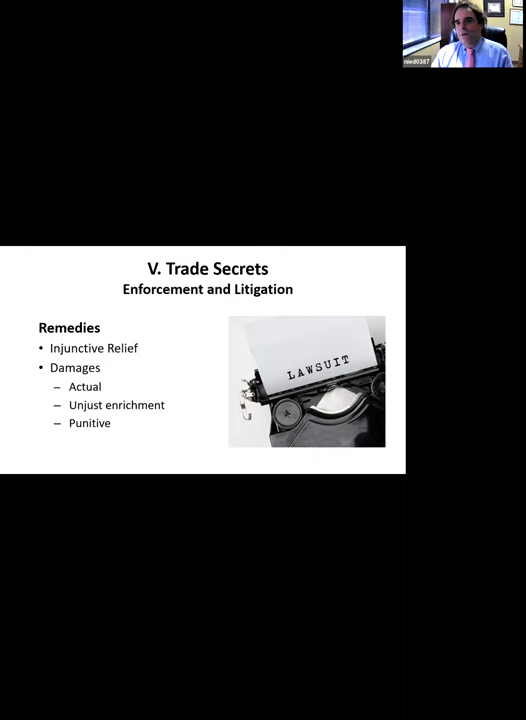 nied0387
V. Trade Secrets
Enforcement and Litigation
Remedies
• Injunctive Relief
• Damages
– Actual
– Unjust enrichment
– Punitive
LAWSUIT